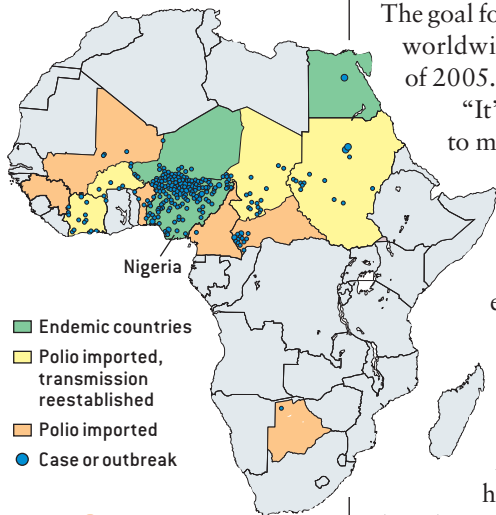 The goal fo
worldwi
of 2005.
“It’
to m
e
h
Nigeria
Endemic countries
Polio imported,
transmission
reestablished
Polio imported
Case or outbreak